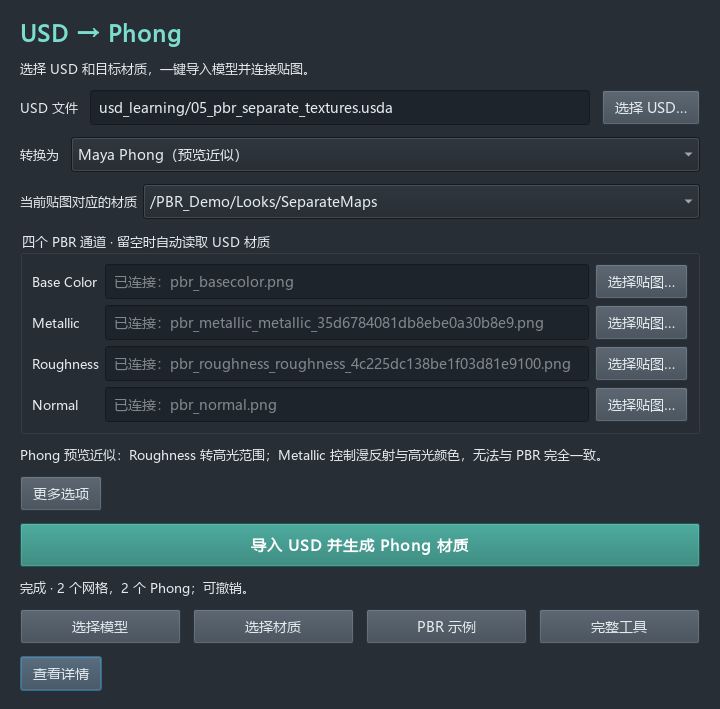 USD → Phong
选择 USD 和目标材质，一键导入模型并连接贴图。
USD 文件 usd_learning/05_pbr_separate_textures.usda 选择 USD...
转换为 Maya Phong（预览近似）
当前贴图对应的材质 /PBR_Demo/Looks/SeparateMaps
四个 PBR 通道 · 留空时自动读取 USD 材质
Base Color 已连接：pbr_basecolor.png 选择贴图...
Metallic 已连接：pbr_metallic_metallic_35d6784081db8ebe0a30b8e9.png 选择贴图...
Roughness 已连接：pbr_roughness_roughness_4c225dc138be1f03d81e9100.png 选择贴图...
Normal 已连接：pbr_normal.png 选择贴图...
Phong 预览近似：Roughness 转高光范围；Metallic 控制漫反射与高光颜色，无法与 PBR 完全一致。
更多选项
导入 USD 并生成 Phong 材质
完成 · 2 个网格，2 个 Phong；可撤销。
选择模型 选择材质 PBR 示例 完整工具
查看详情